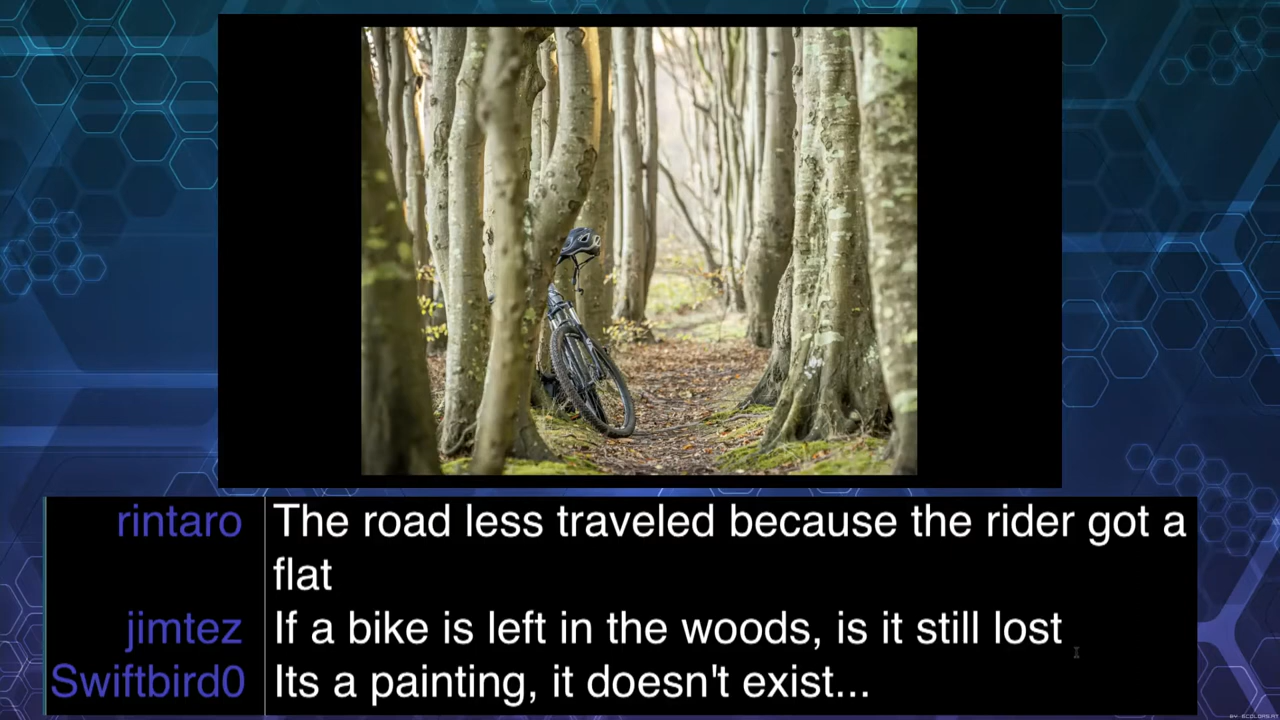 rintaro The road less traveled because the rider got a
flat
jimtez If a bike is left in the woods, is it still lost
Swiftbird0 Its a painting, it doesn't exist...